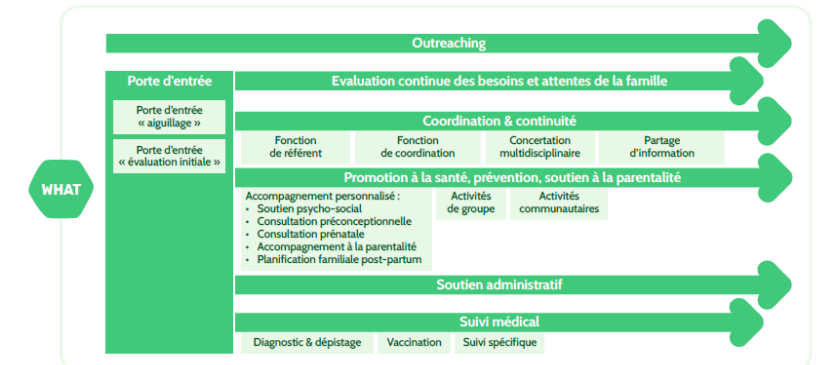 WHAT
Outreaching
Porte d'entrée
Porte d'entrée
« aiguillage »
Porte d'entrée
« évaluation initiale »
Evaluation continue des besoins et attentes de la famille
Coordination & continuité
Fonction
de référent
Fonction
de coordination
Concertation
multidisciplinaire
Partage
d'information
Promotion à la santé, prévention, soutien à la parentalité
Accompagnement personnalisé :
• Soutien psycho-social
• Consultation préconceptionnelle
• Consultation prénatale
• Accompagnement à la parentalité
• Planification familiale post-partum
Activités
de groupe
Activités
communautaires
Soutien administratif
Suivi médical
Diagnostic & dépistage
Vaccination
Suivi spécifique